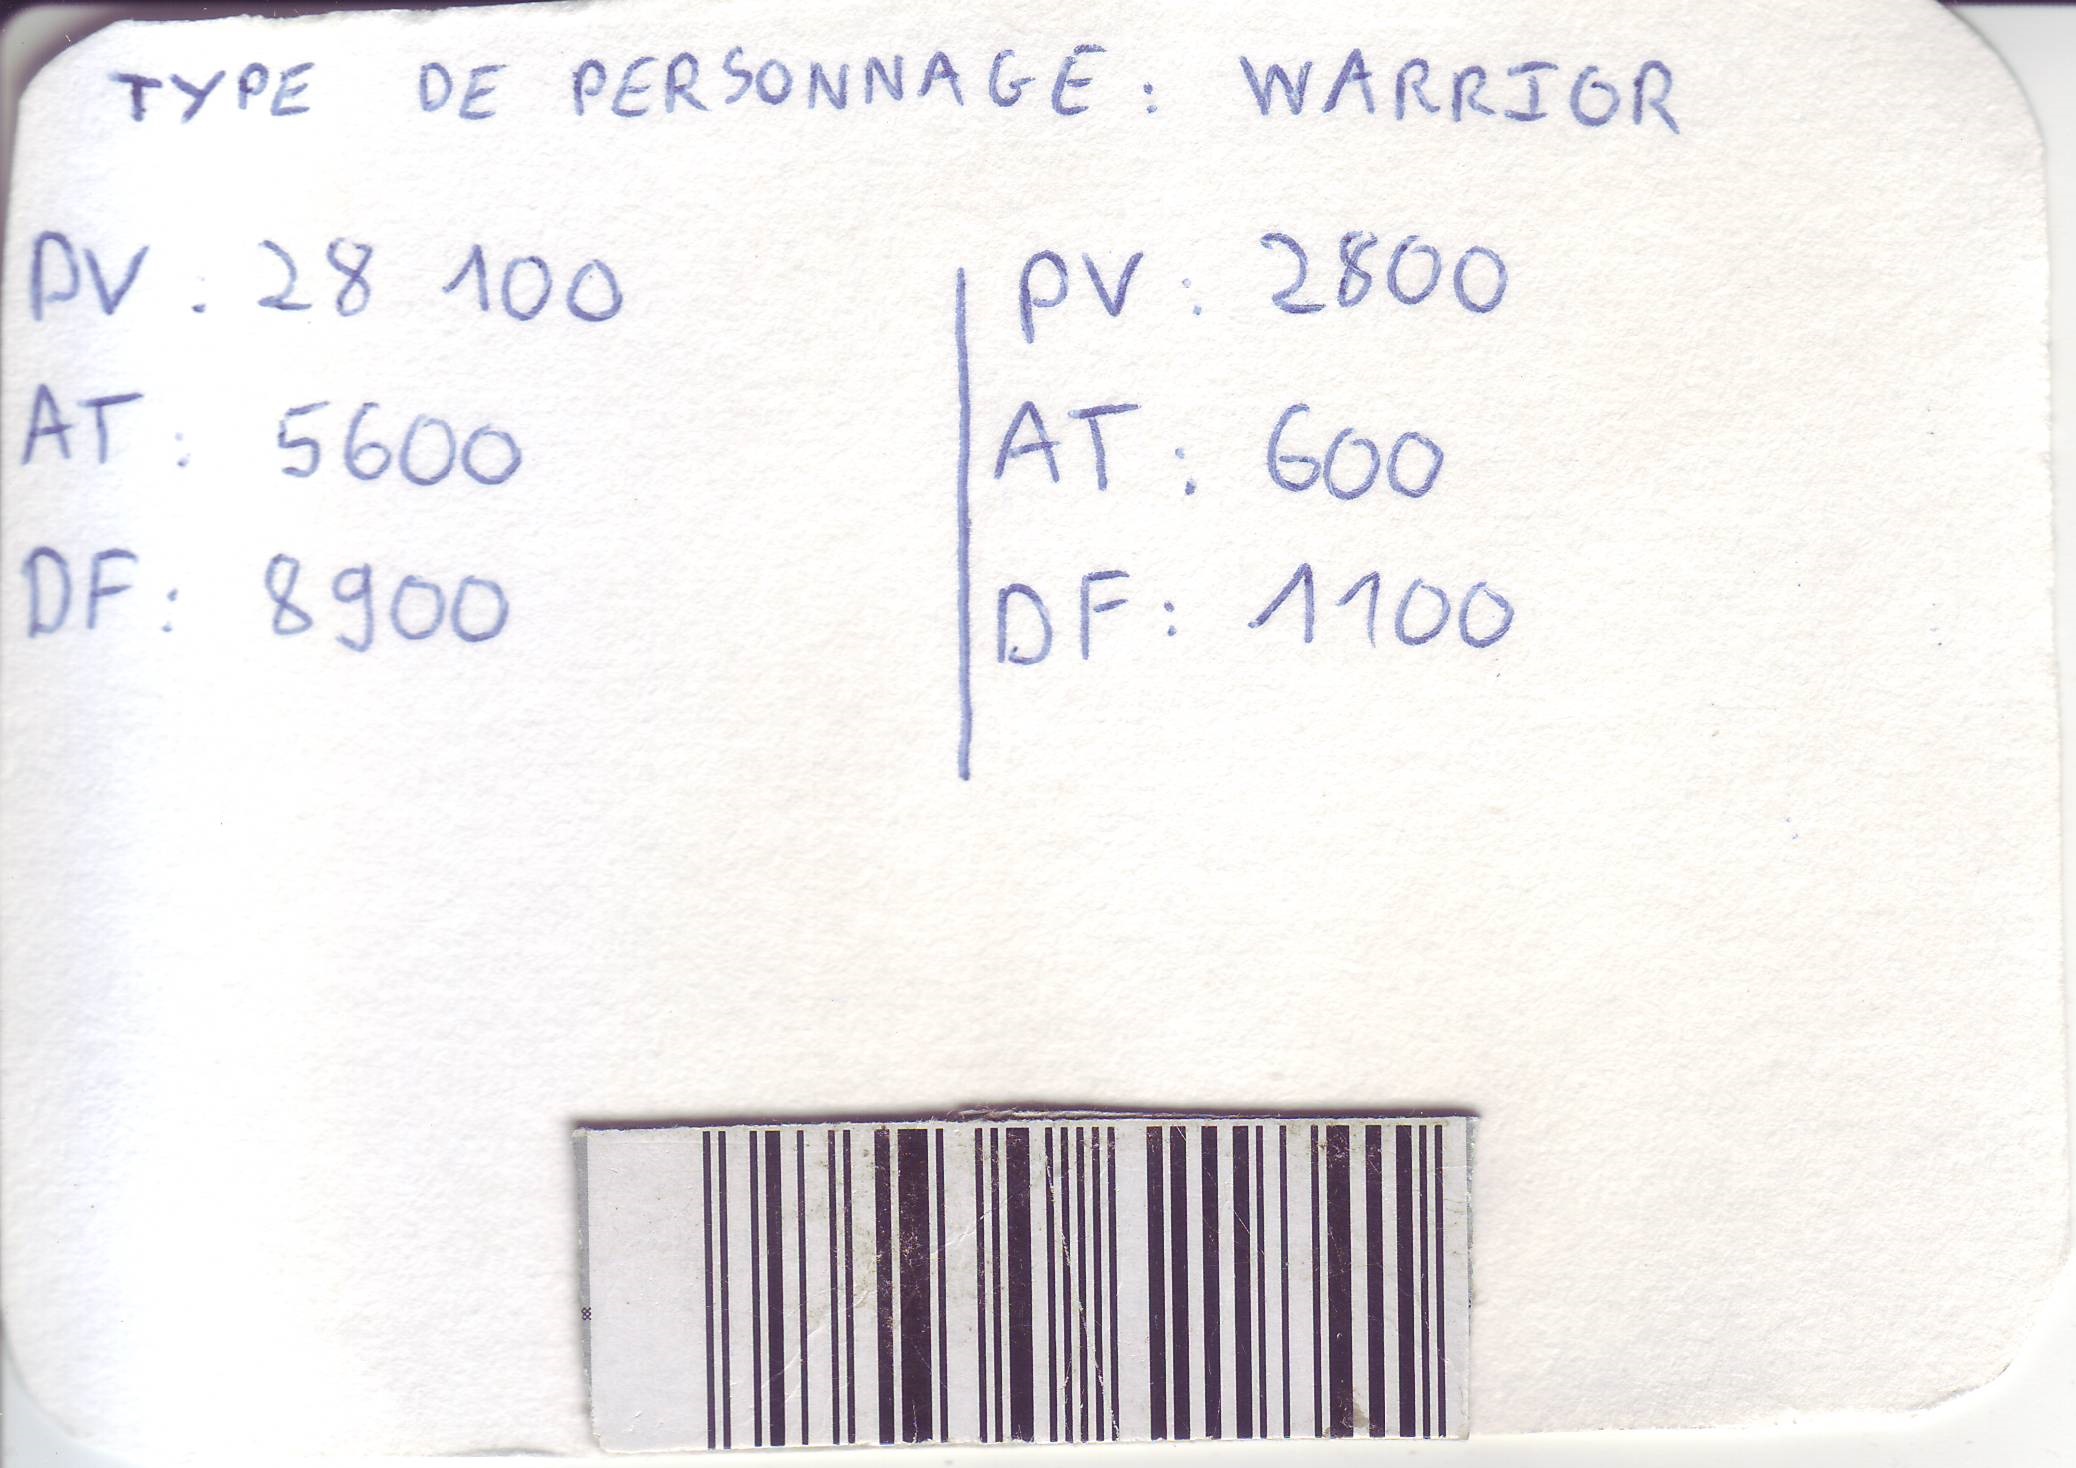 TYPE DE PERSONNAGE : WARRIOR
PV : 28 100
AT : 5600
DF : 8900
PV : 2800
AT : 600
DF : 1100